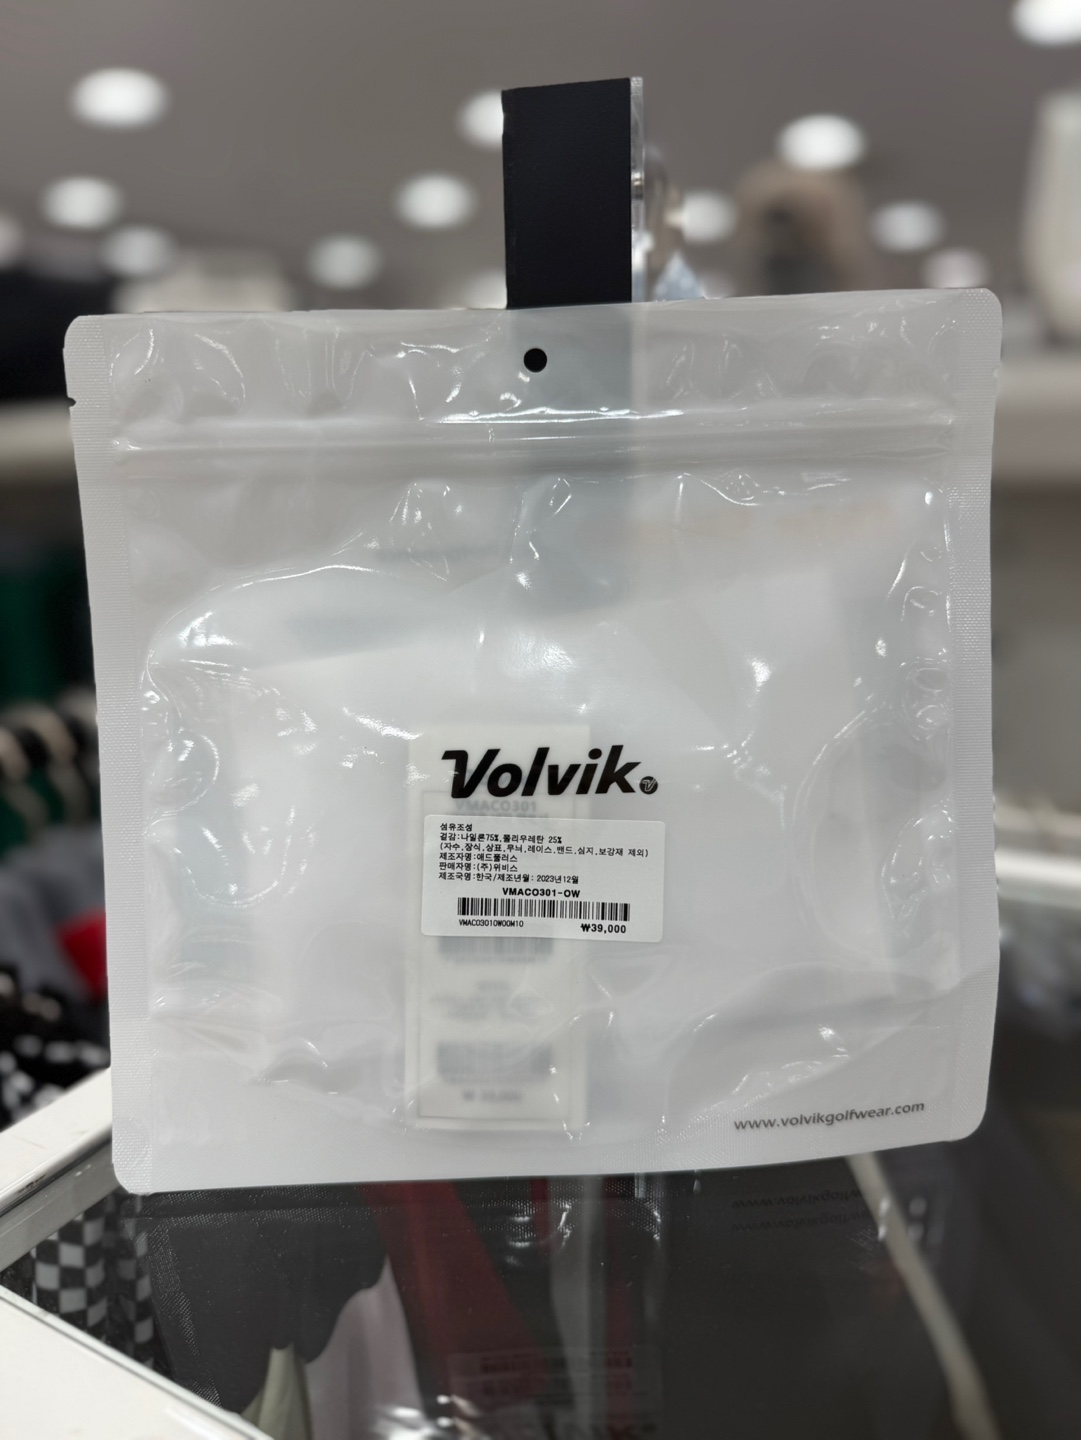 Volvik.
VMACO301
섬유조성
겉감:나일론75%,폴리우레탄 25%
(자수,장식,상표,무늬,레이스,밴드,심지,보강재 제외)
제조자명:애드플러스
판매자명:(주)위비스
제조국명:한국/제조년월: 2023년12월
VMACO301-OW
VMACO301OW00M10
₩39,000
www.volvikgolfwear.com